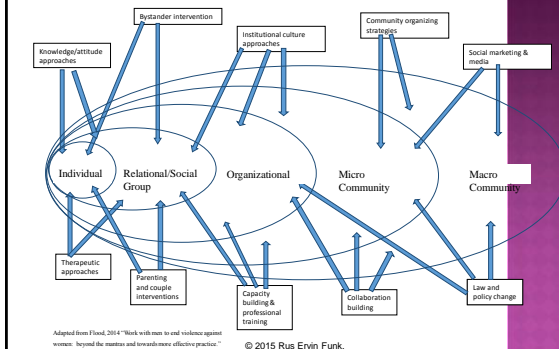 Bystander intervention
Knowledge/attitude
approaches
Institutional culture
approaches
Community organizing
strategies
Social marketing &
media
Individual
Relational/Social
Group
Organizational
Micro
Community
Macro
Community
Therapeutic
approaches
Parenting
and couple
interventions
Capacity
building &
professional
training
Collaboration
building
Law and
policy change
Adapted from Flood, 2014 “Work with men to end violence against
women:  beyond the mantras and towards more effective practice.”
© 2015 Rus Ervin Funk.